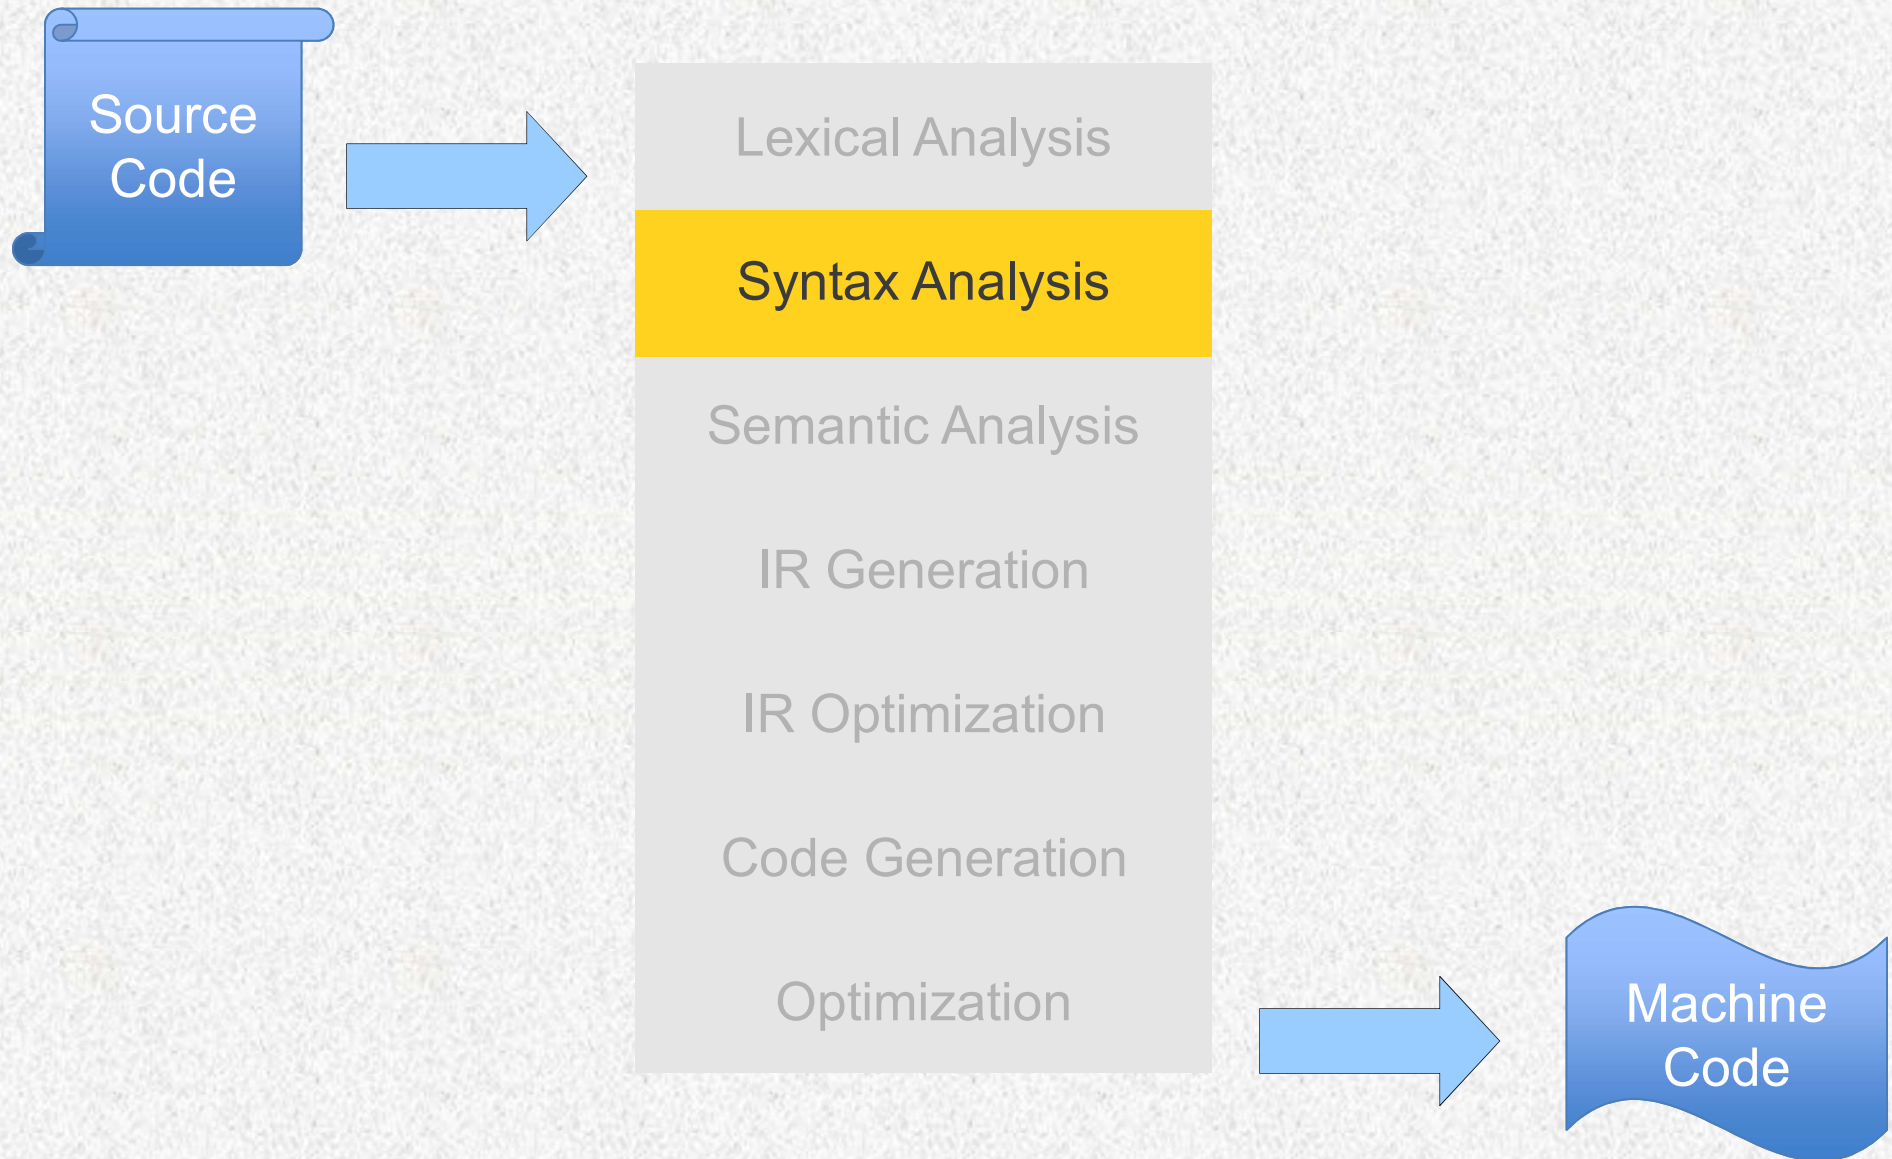 Source
Code
Lexical Analysis
Syntax Analysis
Semantic Analysis
IR Generation
IR Optimization
Code Generation
Optimization
Machine
Code